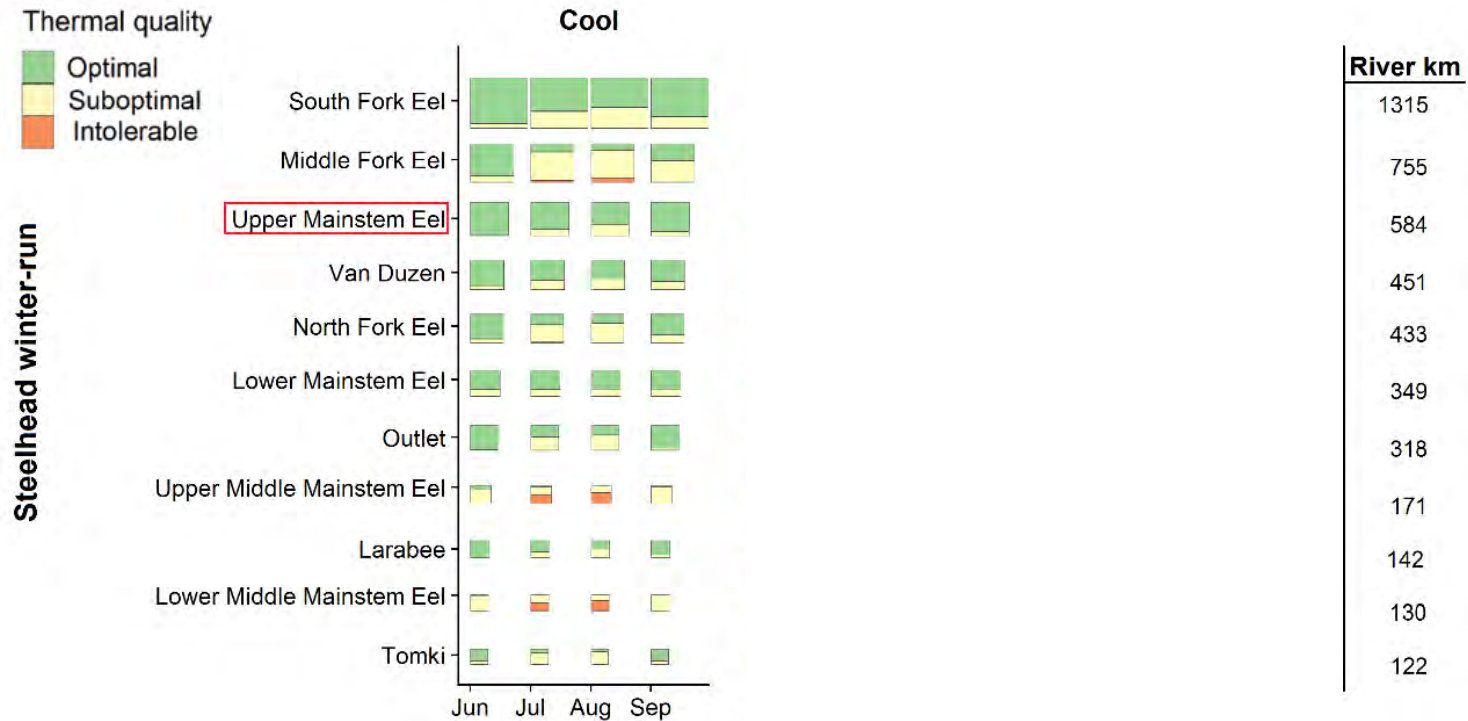 Thermal quality
Optimal
Suboptimal
Intolerable
Cool
River km
Steelhead winter-run
South Fork Eel
1315
Middle Fork Eel
755
Upper Mainstem Eel
584
Van Duzen
451
North Fork Eel
433
Lower Mainstem Eel
349
Outlet
318
Upper Middle Mainstem Eel
171
Larabee
142
Lower Middle Mainstem Eel
130
Tomki
122
Jun Jul Aug Sep